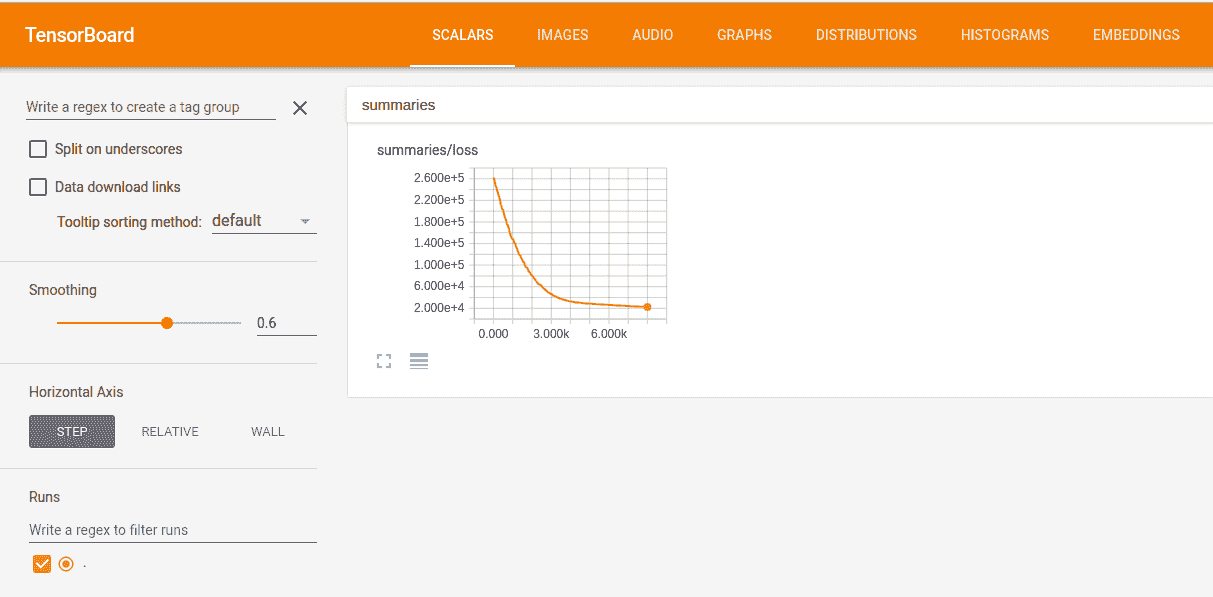 TensorBoard SCALARS IMAGES AUDIO GRAPHS DISTRIBUTIONS HISTOGRAMS EMBEDDINGS
Write a regex to create a tag group
Split on underscores
Data download links
Tooltip sorting method: default
Smoothing
0.6
Horizontal Axis
STEP RELATIVE WALL
Runs
Write a regex to filter runs
.
summaries
summaries/loss
2.600e+5
2.200e+5
1.800e+5
1.400e+5
1.000e+5
6.000e+4
2.000e+4
0.000 3.000k 6.000k